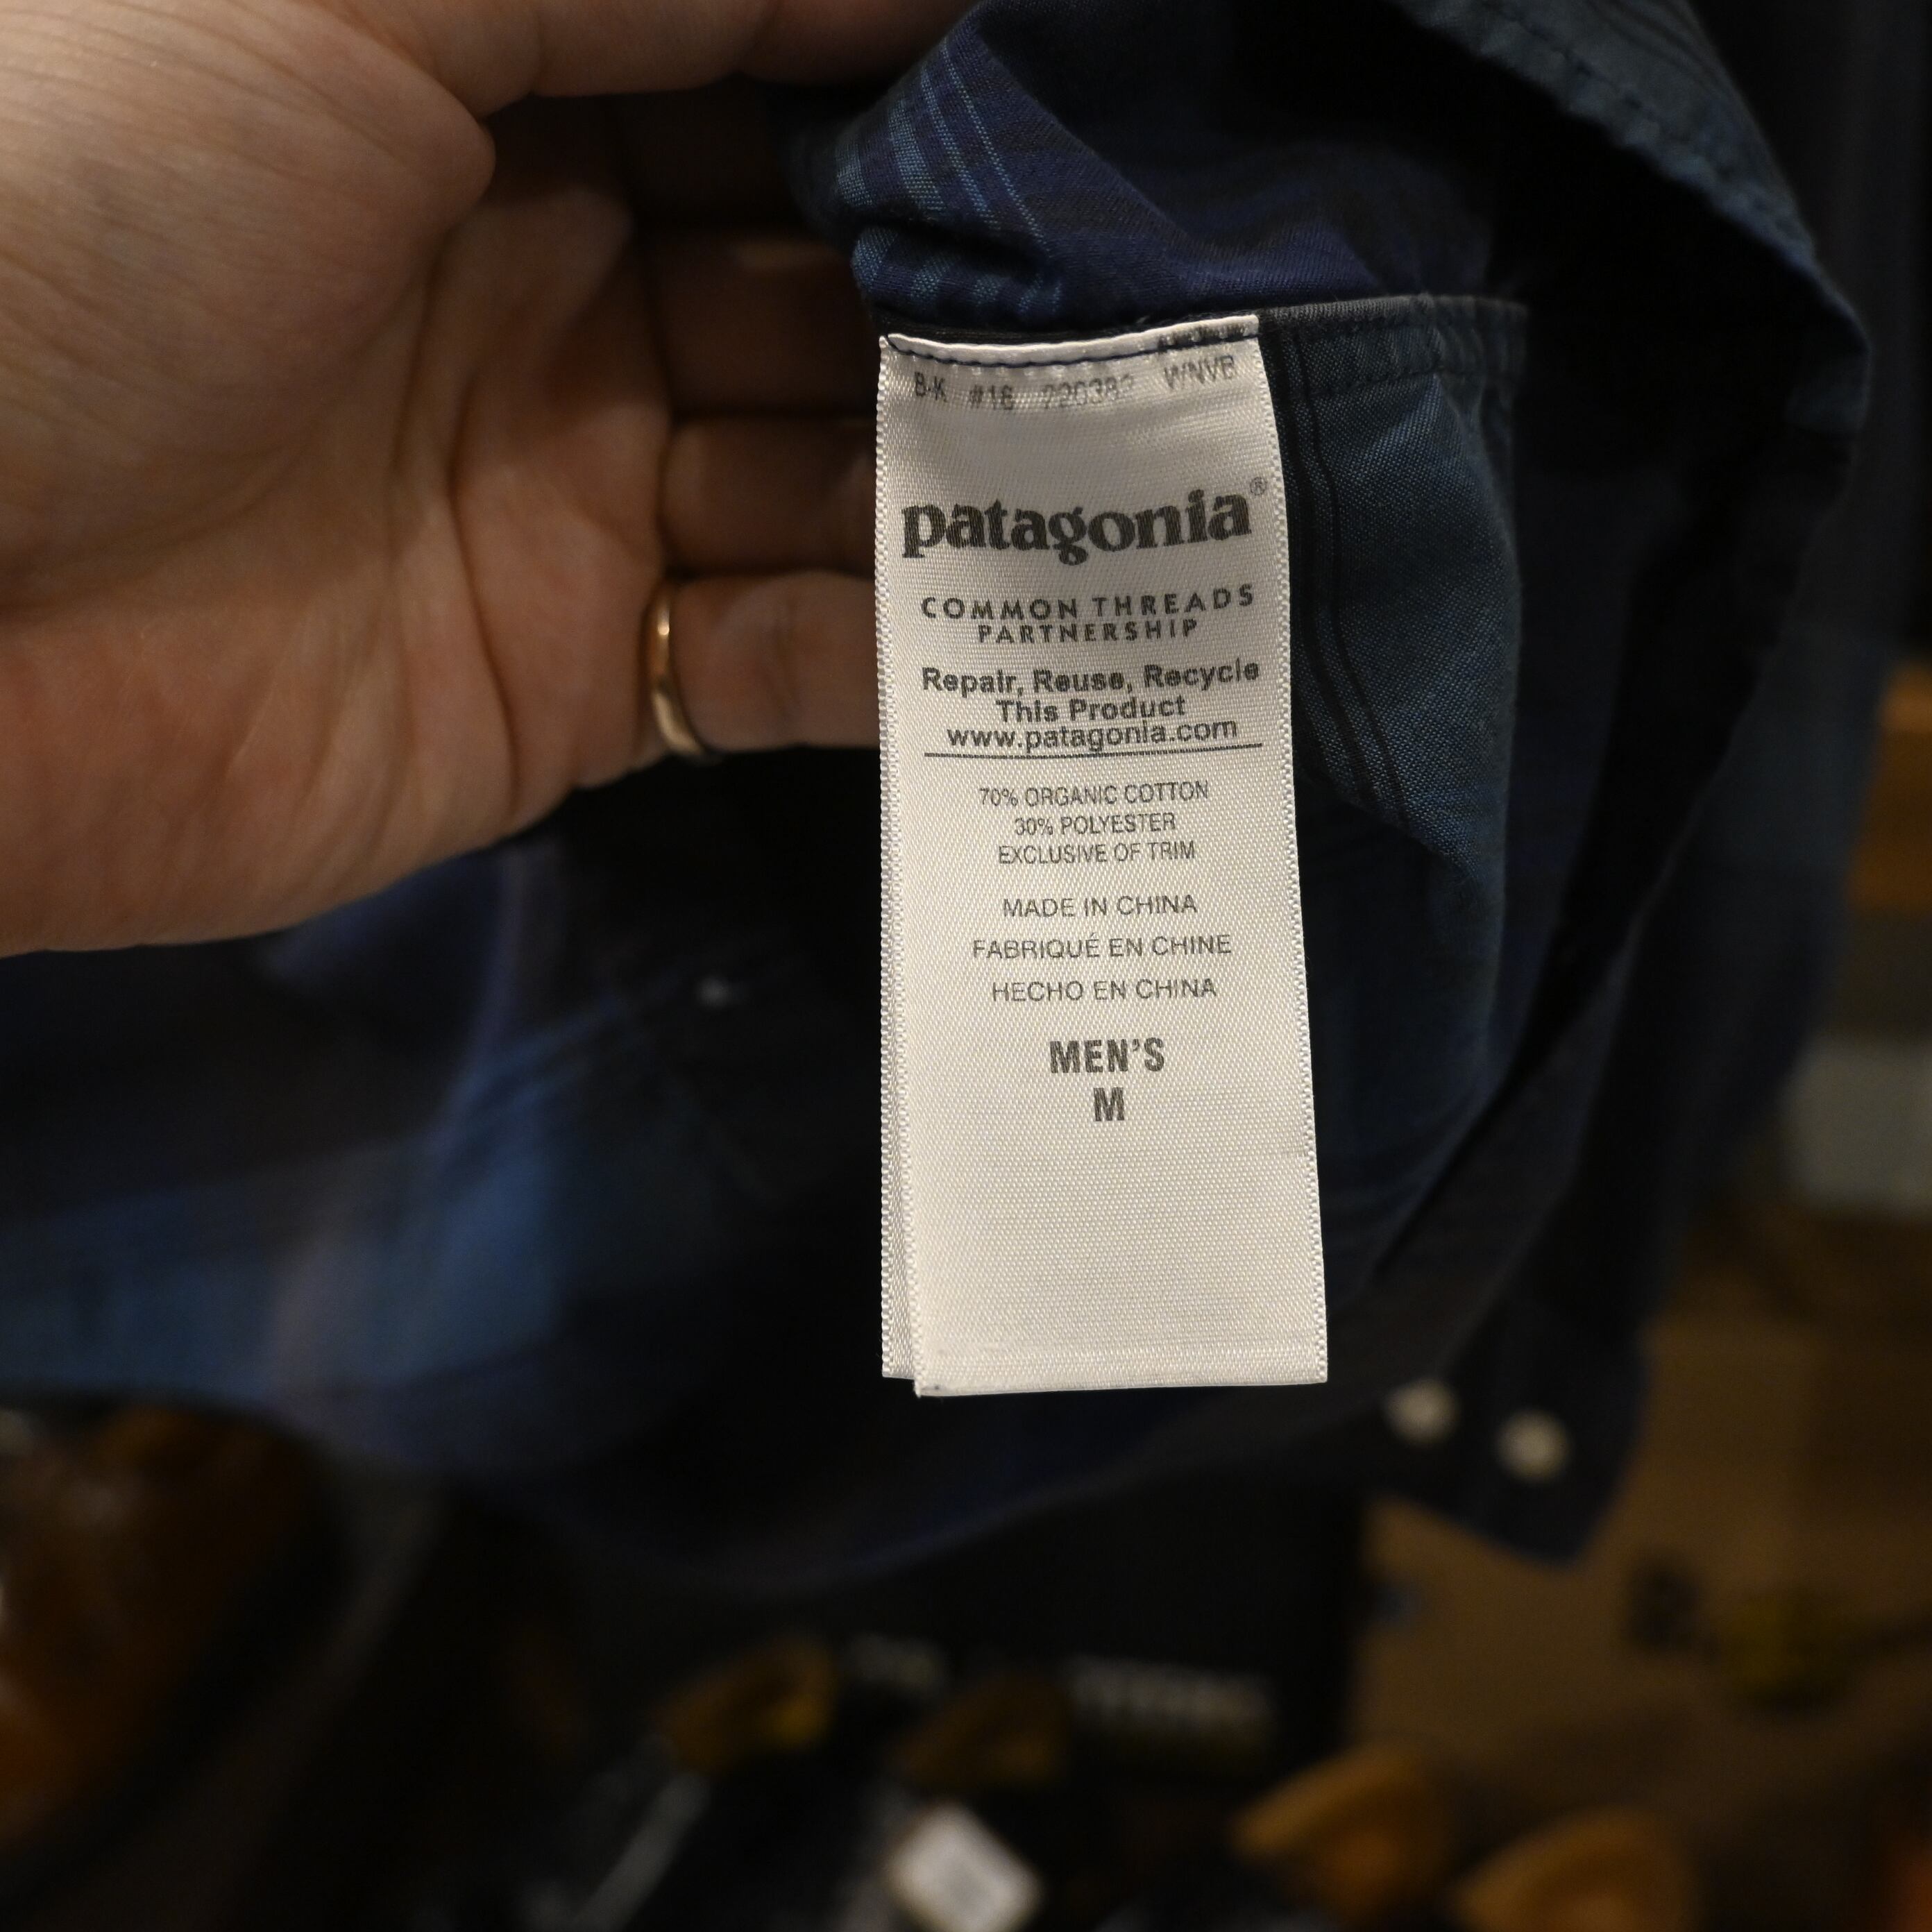 B-K #16 WNVB
patagonia®
COMMON THREADS
PARTNERSHIP
Repair, Reuse, Recycle
This Product
www.patagonia.com
70% ORGANIC COTTON
30% POLYESTER
EXCLUSIVE OF TRIM
MADE IN CHINA
FABRIQUÉ EN CHINE
HECHO EN CHINA
MEN'S
M